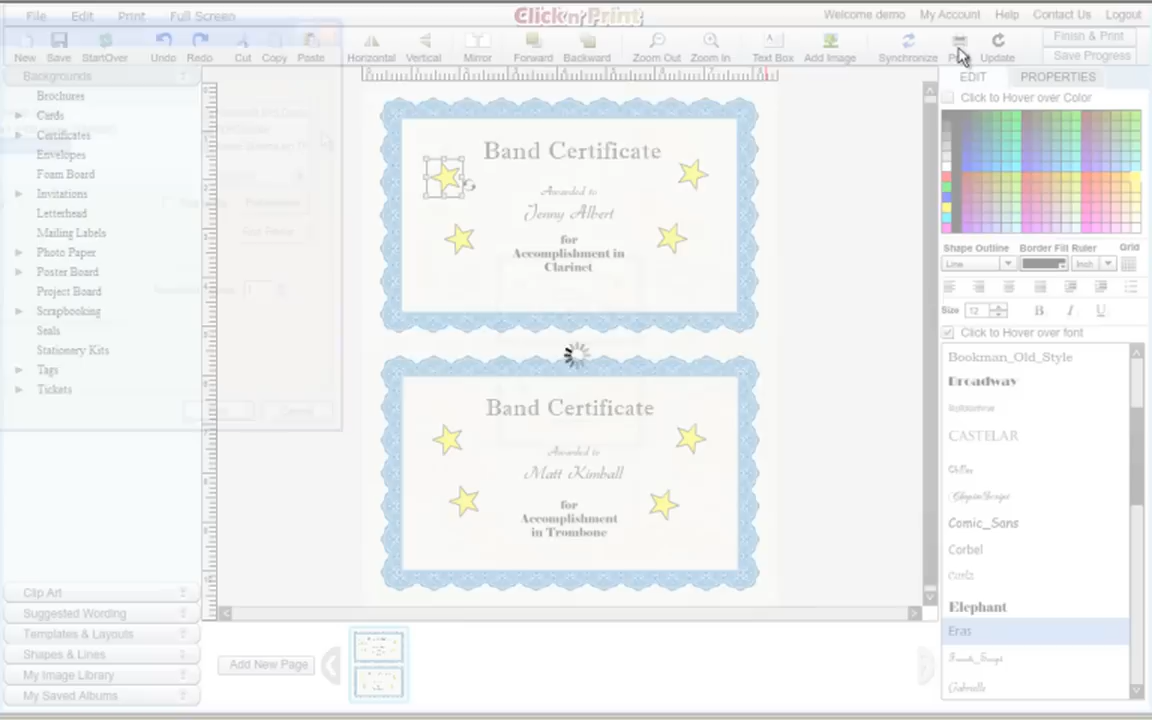 File Edit Print Full Screen
Click'n'Print
Welcome demo My Account Help Contact Us Logout
New Save StartOver Undo Redo Cut Copy Paste Horizontal Vertical Mirror Forward Backward Zoom Out Zoom In Text Box Add Image Synchronize Update
Finish & Print
Save Progress
Backgrounds
Brochures
Cards
Certificates
Envelopes
Foam Board
Invitations
Letterhead
Mailing Labels
Photo Paper
Poster Board
Project Board
Scrapbooking
Seals
Stationery Kits
Tags
Tickets
Clip Art
Suggested Wording
Templates & Layouts
Shapes & Lines
My Image Library
My Saved Albums
Band Certificate
Awarded to
Jenny Albert
for
Accomplishment in
Clarinet
Band Certificate
Awarded to
Matt Kimball
for
Accomplishment
in Trombone
Add New Page
EDIT PROPERTIES
Click to Hover over Color
Shape Outline Border Fill Ruler Grid
Line Inch
Size 12 B I U
Click to Hover over font
Bookman_Old_Style
Broadway
CASTELAR
Chiller
Comic_Sans
Corbel
Curlz
Elephant
Eras
French_Script
Gabriella